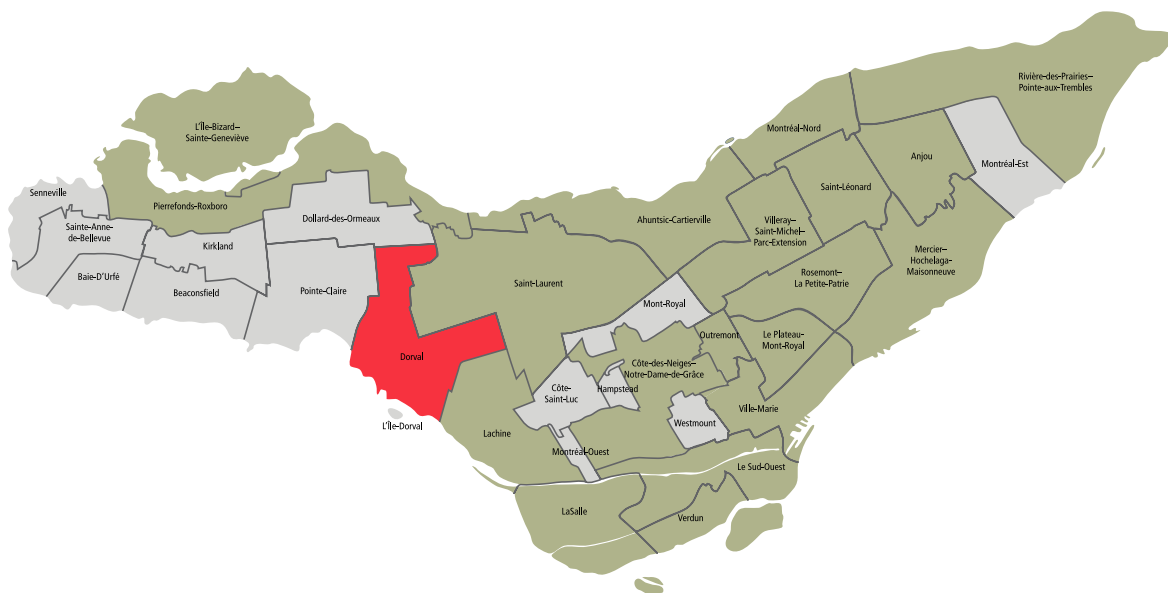 Rivière-des-Prairies–
Pointe-aux-Trembles
L'Île-Bizard–
Sainte-Geneviève
Montréal-Nord
Anjou
Montréal-Est
Saint-Léonard
Senneville
Pierrefonds-Roxboro
Dollard-des-Ormeaux
Ahuntsic-Cartierville
Villeray–
Saint-Michel–
Parc-Extension
Sainte-Anne-
de-Bellevue
Kirkland
Mercier–
Hochelaga-
Maisonneuve
Baie-D'Urfé
Beaconsfield
Pointe-Claire
Saint-Laurent
Rosemont–
La Petite-Patrie
Mont-Royal
Outremont
Le Plateau-
Mont-Royal
Dorval
Côte-des-Neiges–
Notre-Dame-de-Grâce
Côte-
Saint-Luc
Hampstead
Ville-Marie
Westmount
L'Île-Dorval
Lachine
Montréal-Ouest
Le Sud-Ouest
LaSalle
Verdun